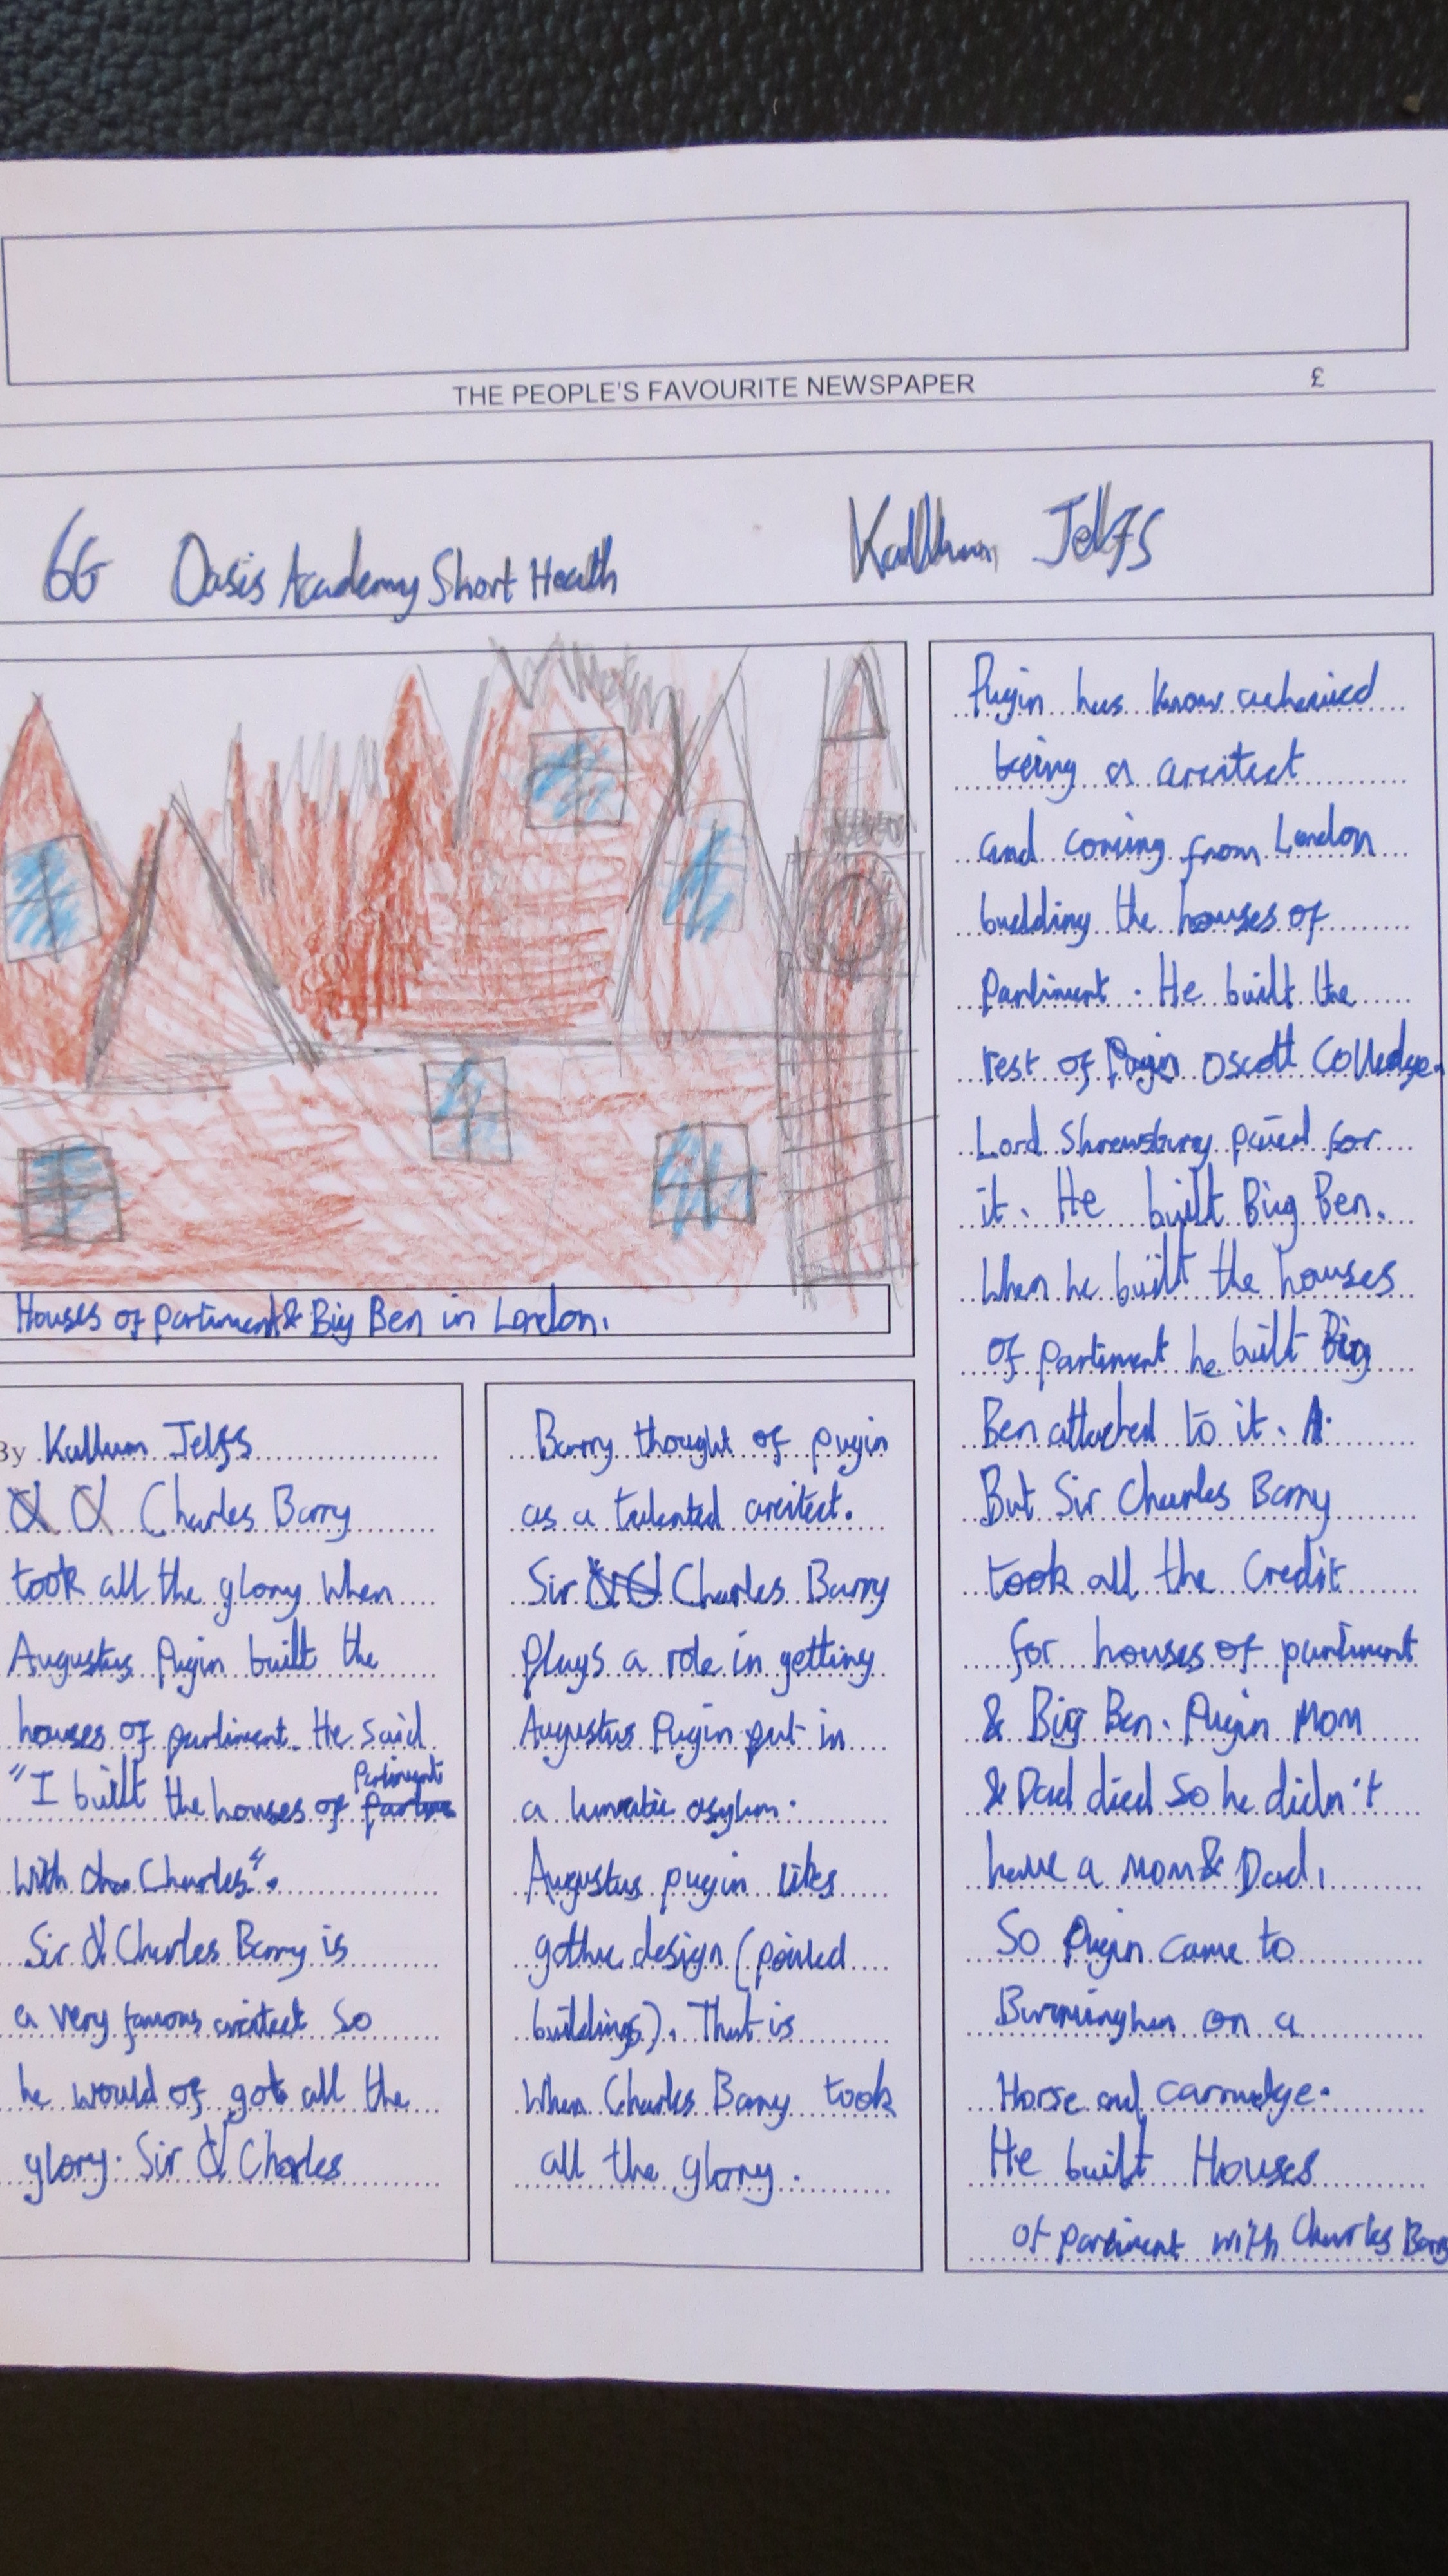 THE PEOPLE'S FAVOURITE NEWSPAPER £
6G Oasis Academy Short Heath Kallum Jelfs
Houses of parliment & Big Ben in London.
By Kallum Jelfs
Charles Barry
took all the glory when
Augustus Pugin built the
houses of parliment. He said
"I built the houses of Parliment
with Charles".
Sir Charles Barry is
a very famous arcitect so
he would of got all the
glory. Sir Charles
Barry thought of pugin
as a talented arcitect.
Sir Charles Barry
plays a role in getting
Augustus Pugin put in
a lunatic asylum.
Augustus pugin likes
gothic design (pointed
buildings). That is
When Charles Barry took
all the glory.
Pugin has know
being a arcitect
and coming from London
building the houses of
Parliment. He built the
rest of Oscott Colledge.
Lord Shrewsbury paied for
it. He built Big Ben.
When he built the houses
of parliment he built Big
Ben attached to it.
But Sir Charles Barry
took all the Credit
for houses of parliment
& Big Ben. Pugin Mom
& Dad died so he didn't
have a mom & Dad,
So Pugin came to
Birmingham on a
Horse and carradge.
He built Houses
of parliment with Charles Barry